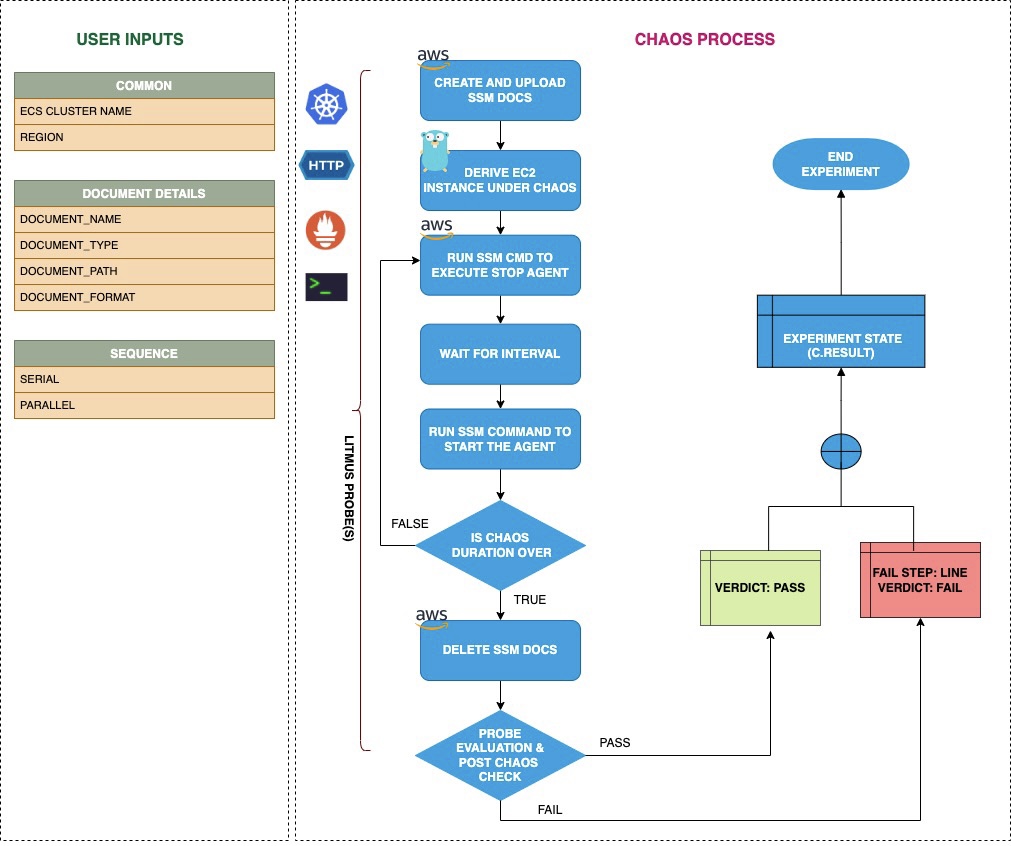 USER INPUTS
COMMON
ECS CLUSTER NAME
REGION
DOCUMENT DETAILS
DOCUMENT_NAME
DOCUMENT_TYPE
DOCUMENT_PATH
DOCUMENT_FORMAT
SEQUENCE
SERIAL
PARALLEL
CHAOS PROCESS
HTTP
>_
LITMUS PROBE(S)
aws
CREATE AND UPLOAD
SSM DOCS
DERIVE EC2
INSTANCE UNDER CHAOS
aws
RUN SSM CMD TO
EXECUTE STOP AGENT
WAIT FOR INTERVAL
RUN SSM COMMAND TO
START THE AGENT
IS CHAOS
DURATION OVER
FALSE
TRUE
aws
DELETE SSM DOCS
PROBE
EVALUATION &
POST CHAOS
CHECK
PASS
FAIL
VERDICT: PASS
FAIL STEP: LINE
VERDICT: FAIL
EXPERIMENT STATE
(C.RESULT)
END
EXPERIMENT